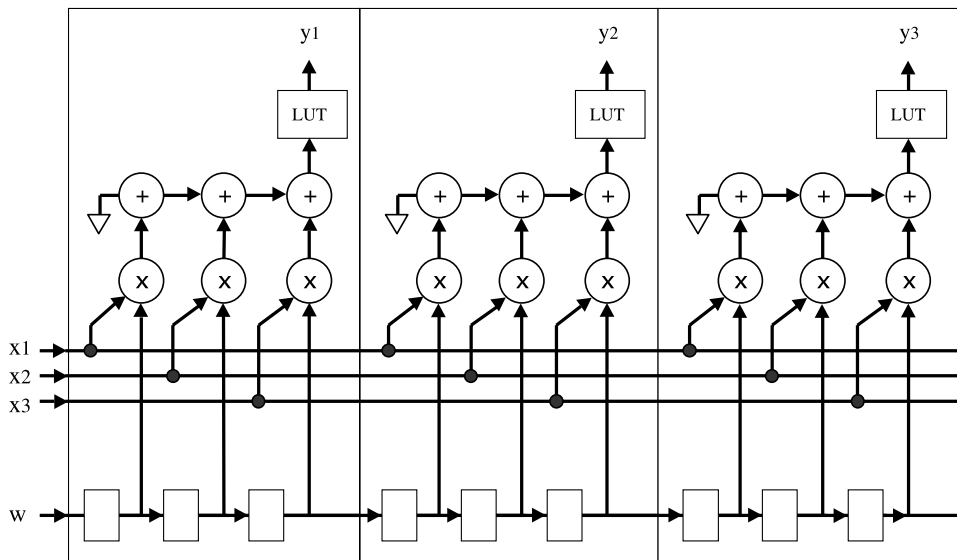 y1 y2 y3
LUT LUT LUT
+ + + + + + + + +
x x x x x x x x x
x1
x2
x3
w